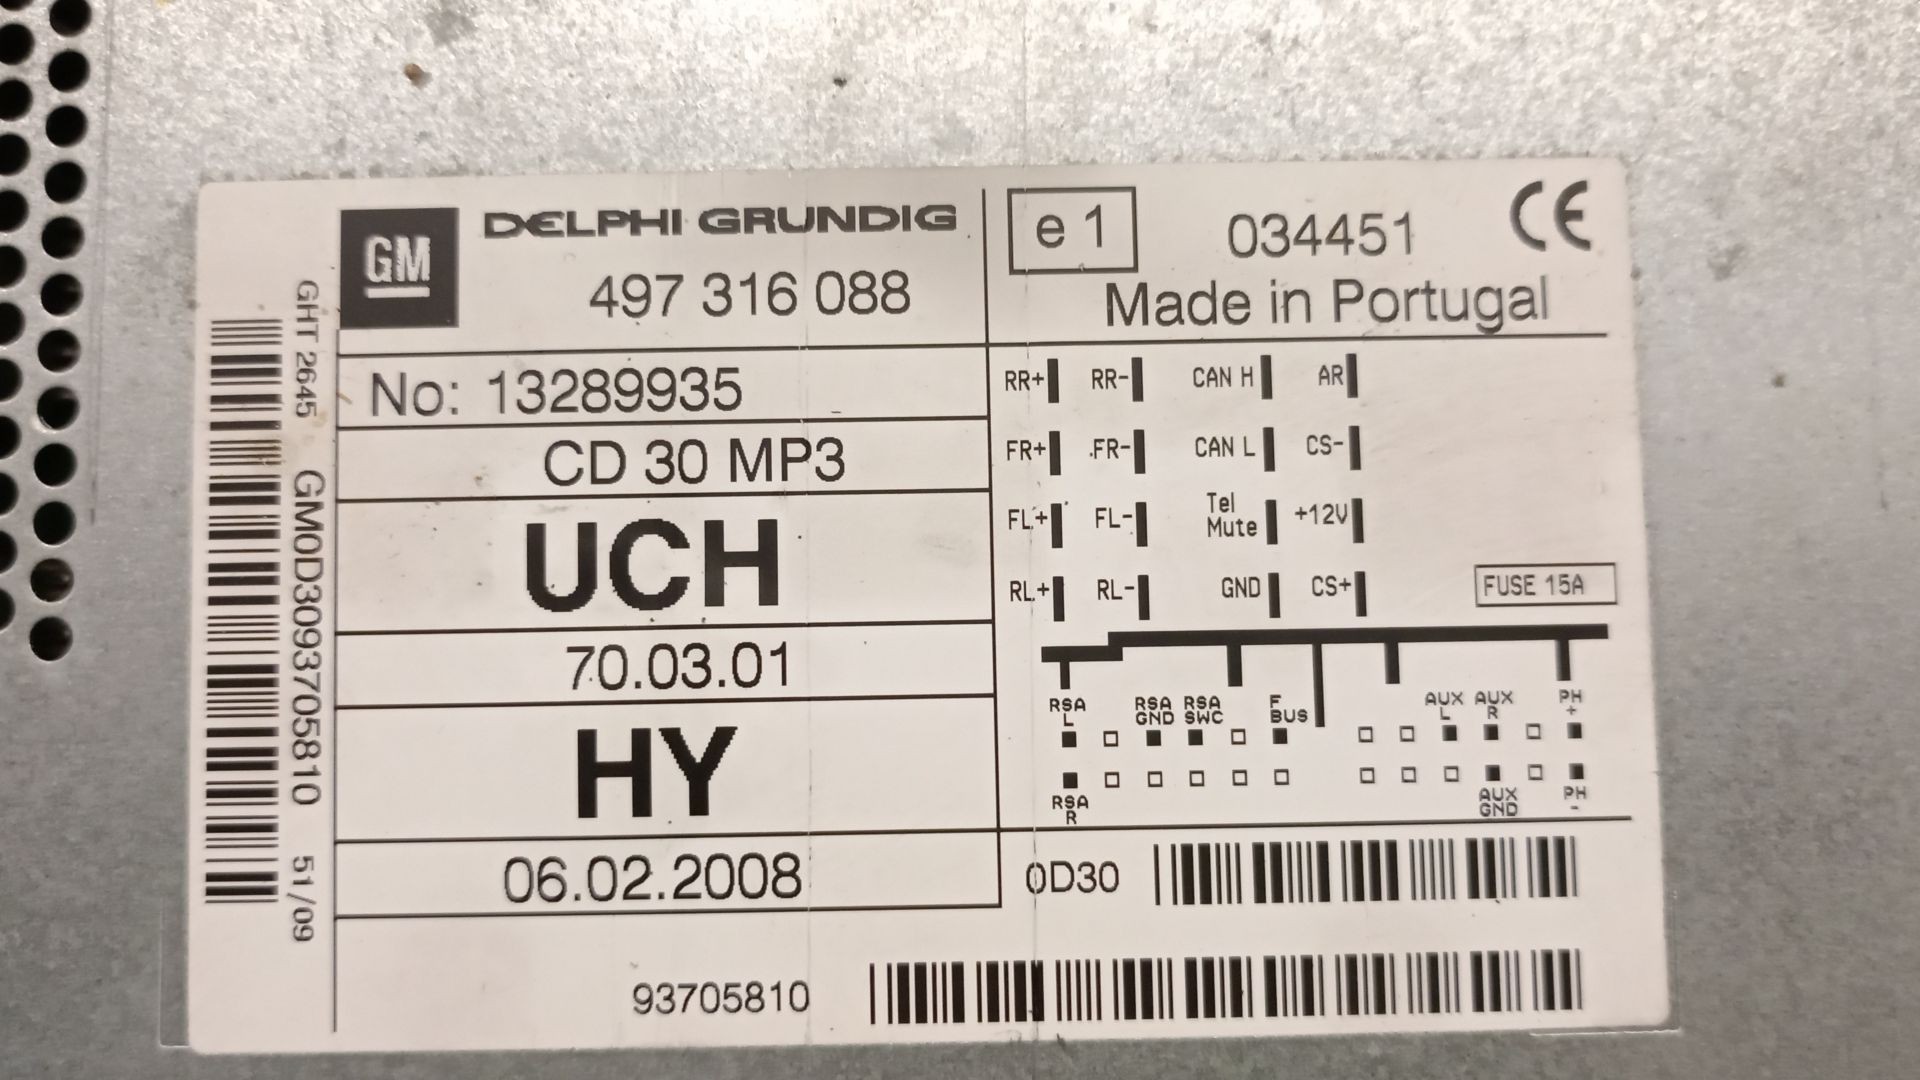 GM
DELPHI GRUNDIG
497 316 088
No: 13289935
CD 30 MP3
UCH
70.03.01
HY
06.02.2008
93705810
GHT 2645 GM0D3093705810 51/09
e 1
034451
CE
Made in Portugal
RR+ RR- CAN H AR
FR+ FR- CAN L CS-
FL+ FL- Tel Mute +12V
RL+ RL- GND CS+
FUSE 15A
RSA L RSA GND RSA SWC F BUS AUX L AUX R PH +
RSA R AUX GND PH -
0D30